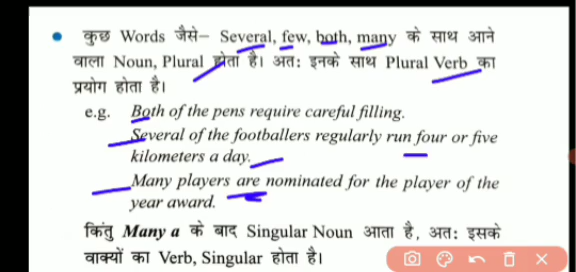 • कुछ Words जैसे– Several, few, both, many के साथ आने
वाला Noun, Plural होता है। अतः इनके साथ Plural Verb का
प्रयोग होता है।
e.g. Both of the pens require careful filling.
Several of the footballers regularly run four or five
kilometers a day.
Many players are nominated for the player of the
year award.
किंतु Many a के बाद Singular Noun आता है, अतः इसके
वाक्यों का Verb, Singular होता है।